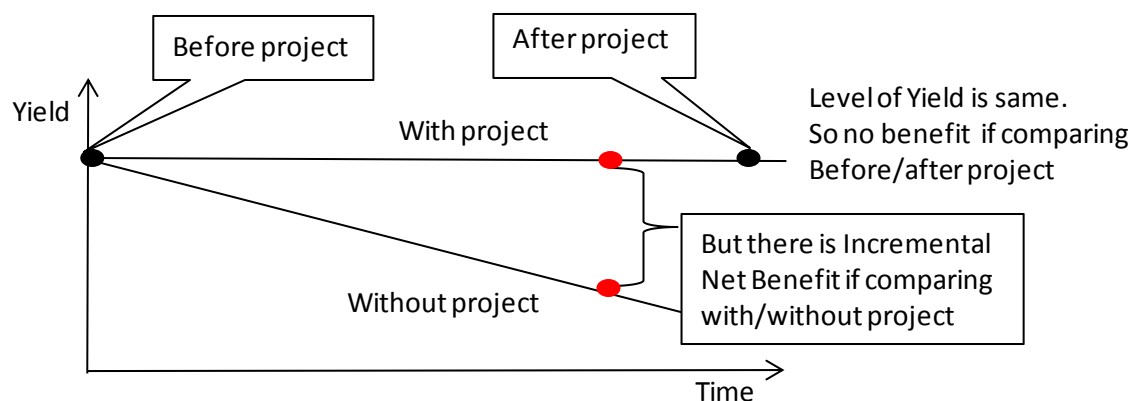 Before project
After project
Yield
With project
Level of Yield is same.
So no benefit if comparing
Before/after project
But there is Incremental
Net Benefit if comparing
with/without project
Without project
Time